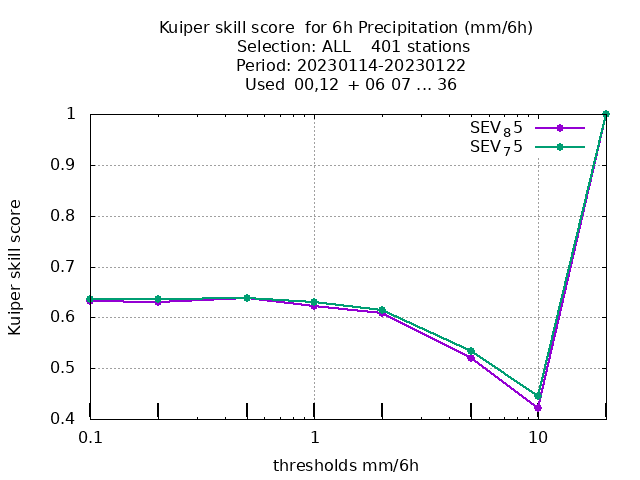 Kuiper skill score  for 6h Precipitation (mm/6h)
Selection: ALL    401 stations
Period: 20230114-20230122
Used  00,12  + 06 07 ... 36
SEV₈5
SEV₇5
1
0.9
0.8
0.7
0.6
0.5
0.4
Kuiper skill score
0.1 1 10
thresholds mm/6h